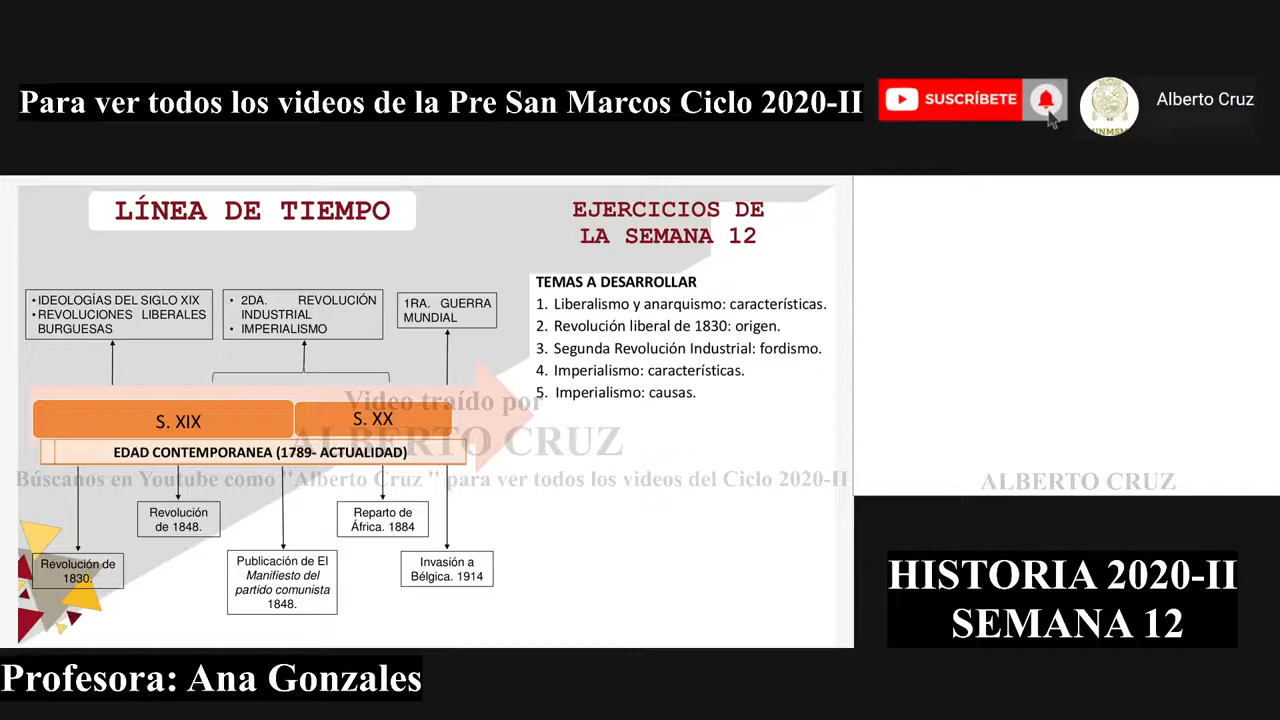 Para ver todos los videos de la Pre San Marcos Ciclo 2020-II
SUSCRÍBETE
UNMSM
Alberto Cruz
LÍNEA DE TIEMPO
EJERCICIOS DE
LA SEMANA 12
• IDEOLOGÍAS DEL SIGLO XIX
• REVOLUCIONES LIBERALES
BURGUESAS
• 2DA. REVOLUCIÓN
INDUSTRIAL
• IMPERIALISMO
1RA. GUERRA
MUNDIAL
TEMAS A DESARROLLAR
1. Liberalismo y anarquismo: características.
2. Revolución liberal de 1830: origen.
3. Segunda Revolución Industrial: fordismo.
4. Imperialismo: características.
5. Imperialismo: causas.
Video traído por
S. XIX
S. XX
ALBERTO CRUZ
EDAD CONTEMPORANEA (1789- ACTUALIDAD)
Búscanos en Youtube como "Alberto Cruz " para ver todos los videos del Ciclo 2020-II
ALBERTO CRUZ
Revolución
de 1848.
Reparto de
África. 1884
Revolución de
1830.
Publicación de El
Manifiesto del
partido comunista
1848.
Invasión a
Bélgica. 1914
HISTORIA 2020-II
SEMANA 12
Profesora: Ana Gonzales